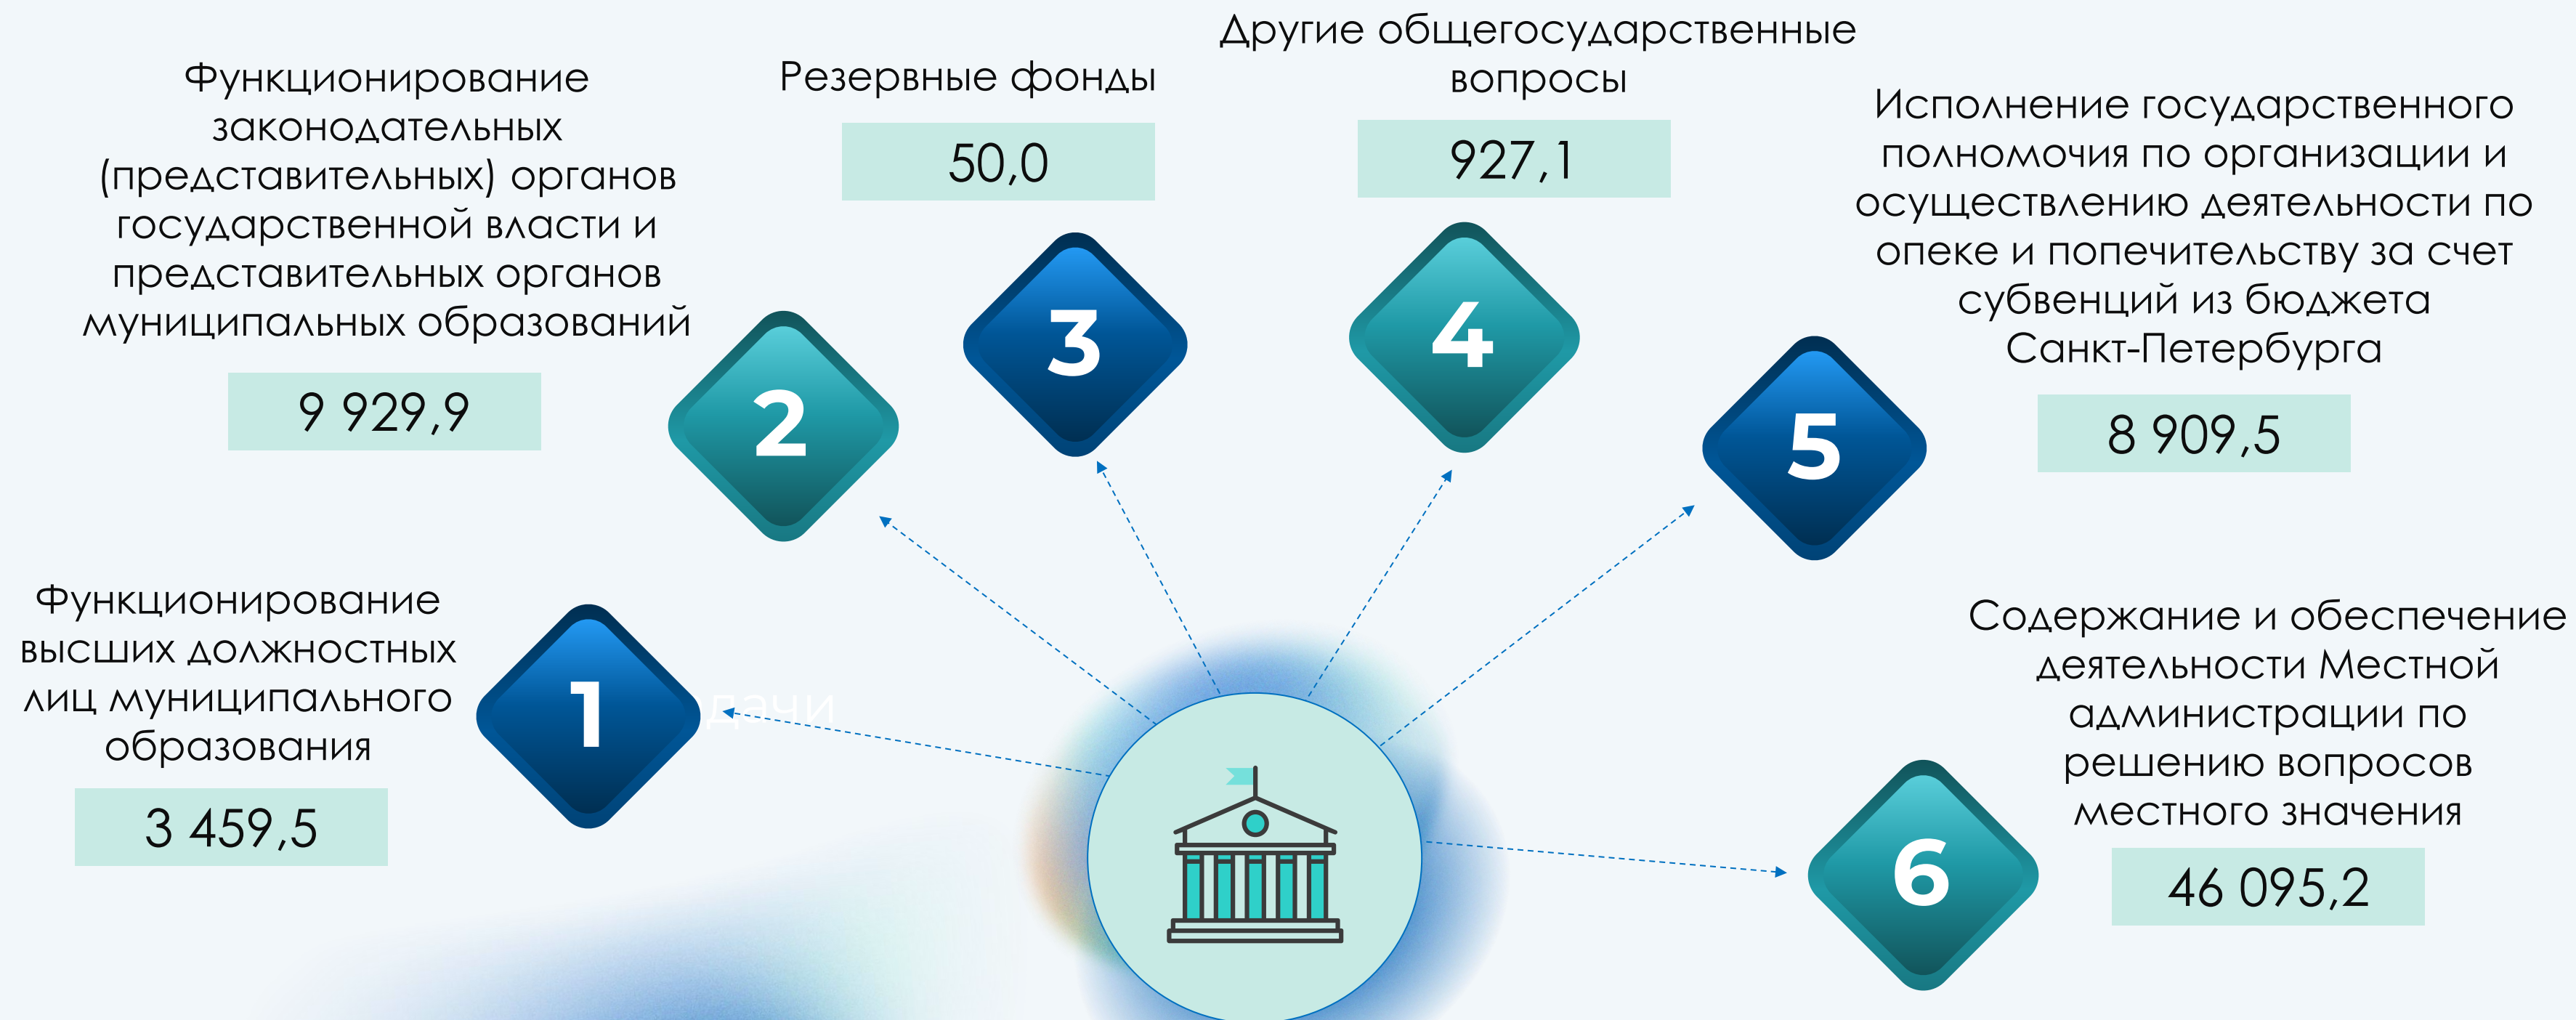 Функционирование
высших должностных
лиц муниципального
образования
3 459,5
1
дачи
Функционирование
законодательных
(представительных) органов
государственной власти и
представительных органов
муниципальных образований
9 929,9
2
Резервные фонды
50,0
3
Другие общегосударственные
вопросы
927,1
4
Исполнение государственного
полномочия по организации и
осуществлению деятельности по
опеке и попечительству за счет
субвенций из бюджета
Санкт-Петербурга
8 909,5
5
Содержание и обеспечение
деятельности Местной
администрации по
решению вопросов
местного значения
46 095,2
6